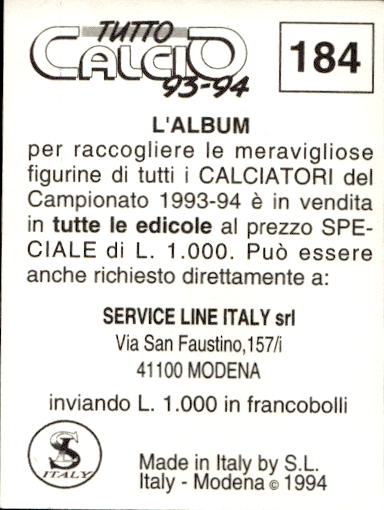 TUTTO
CALCIO
93-94
184
L'ALBUM
per raccogliere le meravigliose
figurine di tutti i CALCIATORI del
Campionato 1993-94 è in vendita
in tutte le edicole al prezzo SPE-
CIALE di L. 1.000. Può essere
anche richiesto direttamente a:
SERVICE LINE ITALY srl
Via San Faustino,157/i
41100 MODENA
inviando L. 1.000 in francobolli
SL
ITALY
Made in Italy by S.L.
Italy - Modena © 1994